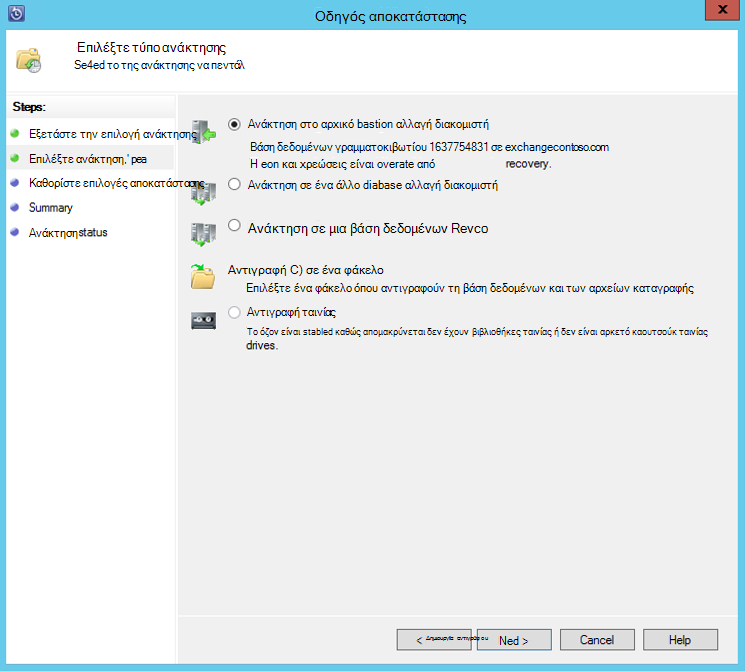 Οδηγός αποκατάστασης
x
Επιλέξτε τύπο ανάκτησης
Se4ed το της ανάκτησης να πεντάλ
Steps:
Εξετάστε την επιλογή ανάκτησης
Επιλέξτε ανάκτηση,' pea
Καθορίστε επιλογές αποκατάστασης
Summary
Ανάκτησηstatus
Ανάκτηση στο αρχικό bastion αλλαγή διακομιστή
Βάση δεδομένων γραμματοκιβωτίου 1637754831 σε exchangecontoso.com
Η eon και χρεώσεις είναι overate από recovery.
Ανάκτηση σε ένα άλλο diabase αλλαγή διακομιστή
Ανάκτηση σε μια βάση δεδομένων Revco
Αντιγραφή C) σε ένα φάκελο
Επιλέξτε ένα φάκελο όπου αντιγραφούν τη βάση δεδομένων και των αρχείων καταγραφής
Αντιγραφή ταινίας
Το όζον είναι stabled καθώς απομακρύνεται δεν έχουν βιβλιοθήκες ταινίας ή δεν είναι αρκετό καουτσούκ ταινίας
drives.
< Δημιουργία αντιγράφου Ned > Cancel Help